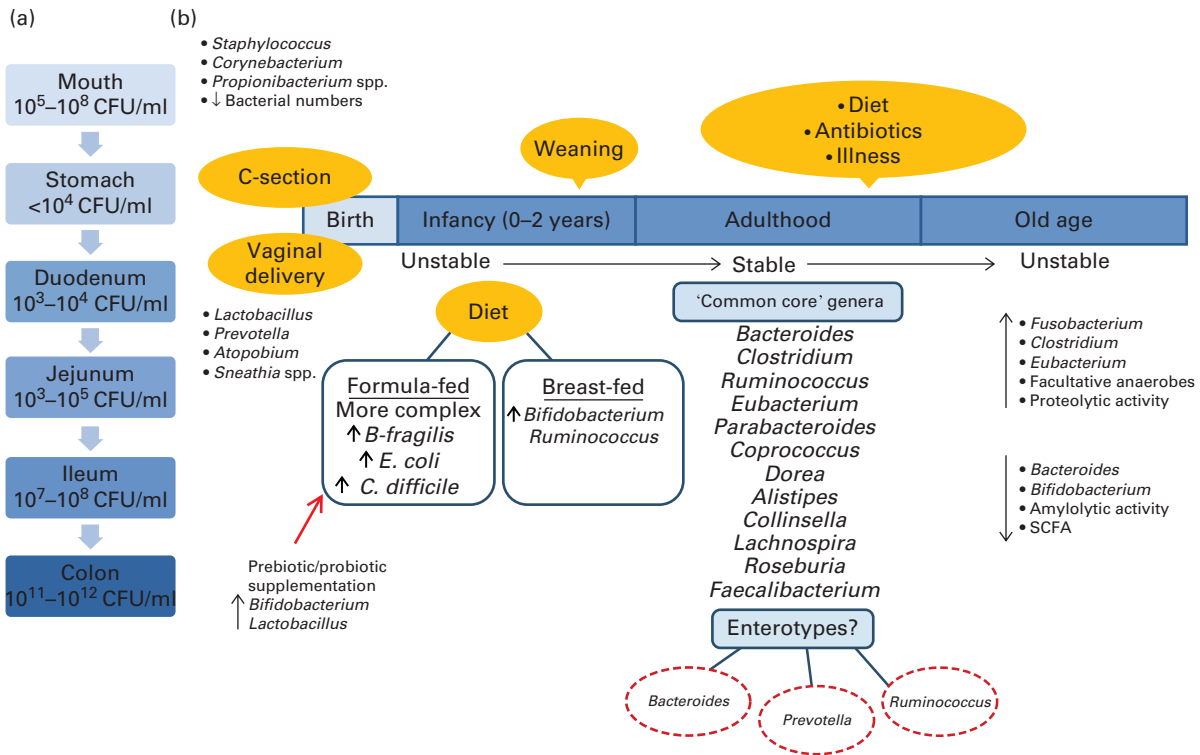 (a)
Mouth
10⁵–10⁸ CFU/ml
Stomach
<10⁴ CFU/ml
Duodenum
10³–10⁴ CFU/ml
Jejunum
10³–10⁵ CFU/ml
Ileum
10⁷–10⁸ CFU/ml
Colon
10¹¹–10¹² CFU/ml
(b)
• Staphylococcus
• Corynebacterium
• Propionibacterium spp.
• ↓ Bacterial numbers
C-section
Vaginal
delivery
• Lactobacillus
• Prevotella
• Atopobium
• Sneathia spp.
Weaning
• Diet
• Antibiotics
• Illness
Birth
Infancy (0–2 years)
Adulthood
Old age
Unstable
Stable
Unstable
Diet
Formula-fed
More complex
↑ B-fragilis
↑ E. coli
↑ C. difficile
Breast-fed
↑ Bifidobacterium
Ruminococcus
Prebiotic/probiotic
supplementation
↑ Bifidobacterium
Lactobacillus
‘Common core’ genera
Bacteroides
Clostridium
Ruminococcus
Eubacterium
Parabacteroides
Coprococcus
Dorea
Alistipes
Collinsella
Lachnospira
Roseburia
Faecalibacterium
Enterotypes?
Bacteroides
Prevotella
Ruminococcus
• Fusobacterium
• Clostridium
• Eubacterium
• Facultative anaerobes
• Proteolytic activity
• Bacteroides
• Bifidobacterium
• Amylolytic activity
• SCFA